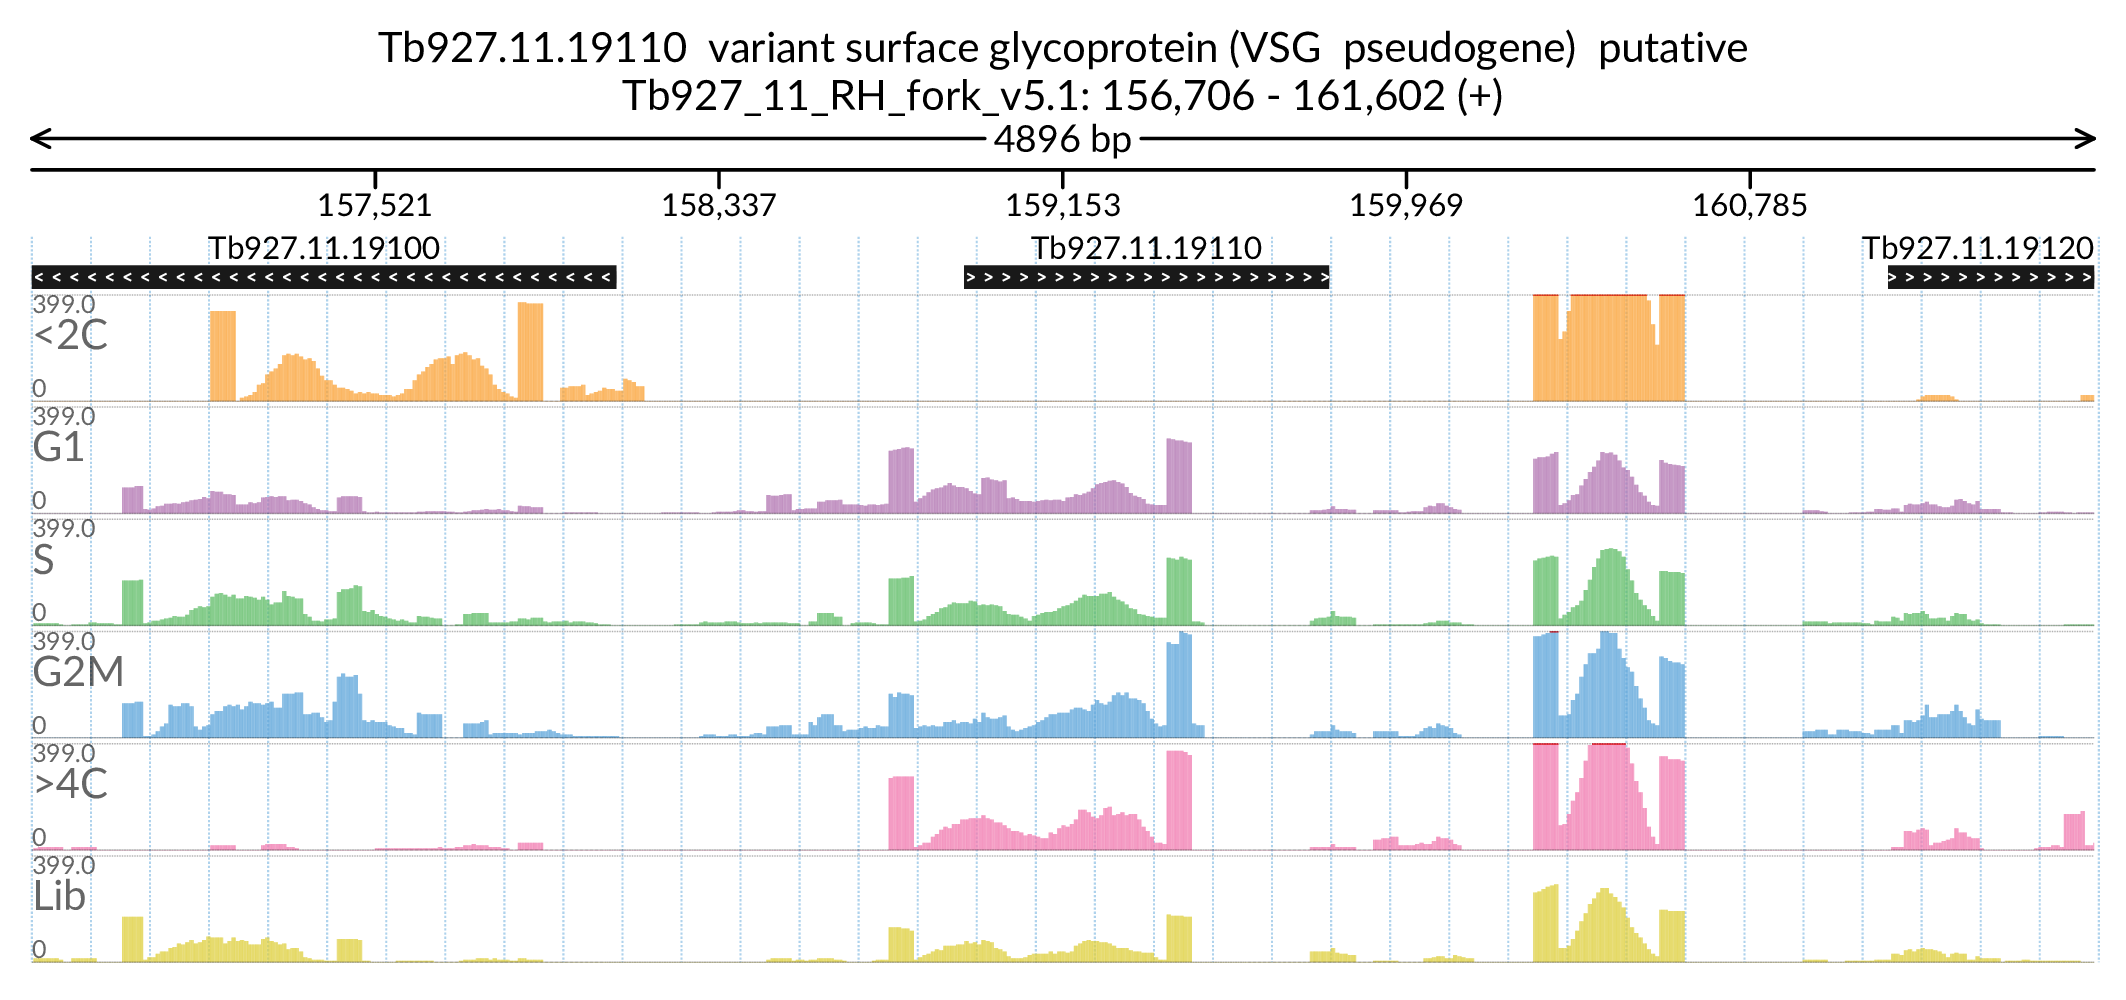 Tb927.11.19110  variant surface glycoprotein (VSG  pseudogene)  putative
Tb927_11_RH_fork_v5.1: 156,706 - 161,602 (+)
4896 bp
157,521 158,337 159,153 159,969 160,785
Tb927.11.19100 Tb927.11.19110 Tb927.11.19120
399.0
<2C
0
399.0
G1
0
399.0
S
0
399.0
G2M
0
399.0
>4C
0
399.0
Lib
0